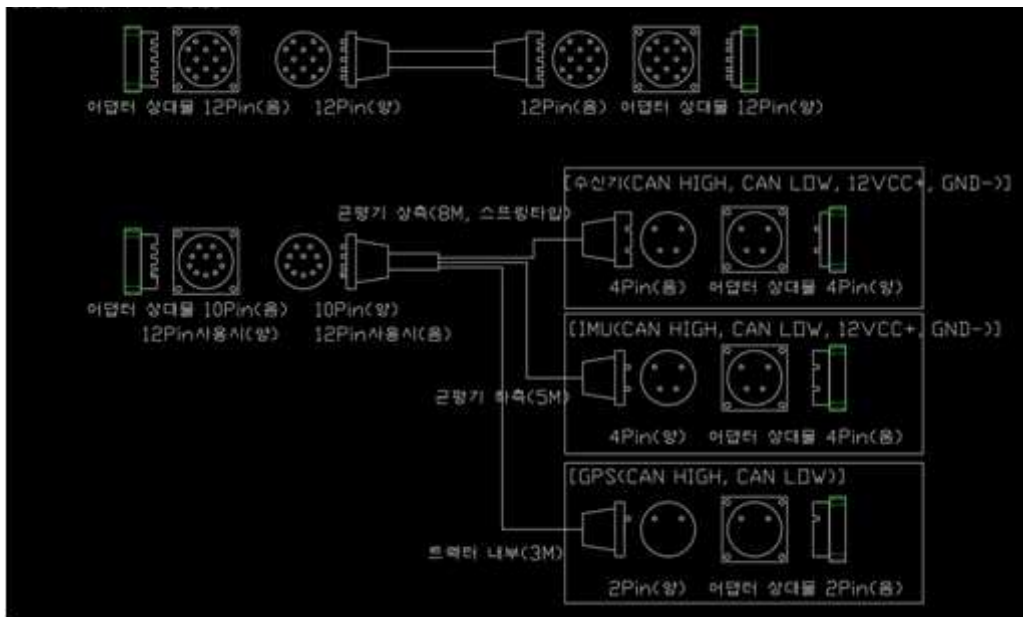 어댑터 상대물 12Pin(음) 12Pin(양) 12Pin(음) 어댑터 상대물 12Pin(양)
[수신기(CAN HIGH, CAN LOW, 12VCC+, GND-)]
균평기 상측(8M, 스프링타입)
4Pin(음) 어댑터 상대물 4Pin(양)
어댑터 상대물 10Pin(음) 10Pin(양)
12Pin사용시(양) 12Pin사용시(음)
[IMU(CAN HIGH, CAN LOW, 12VCC+, GND-)]
균평기 하측(5M)
4Pin(양) 어댑터 상대물 4Pin(음)
[GPS(CAN HIGH, CAN LOW)]
트랙터 내부(3M)
2Pin(양) 어댑터 상대물 2Pin(음)